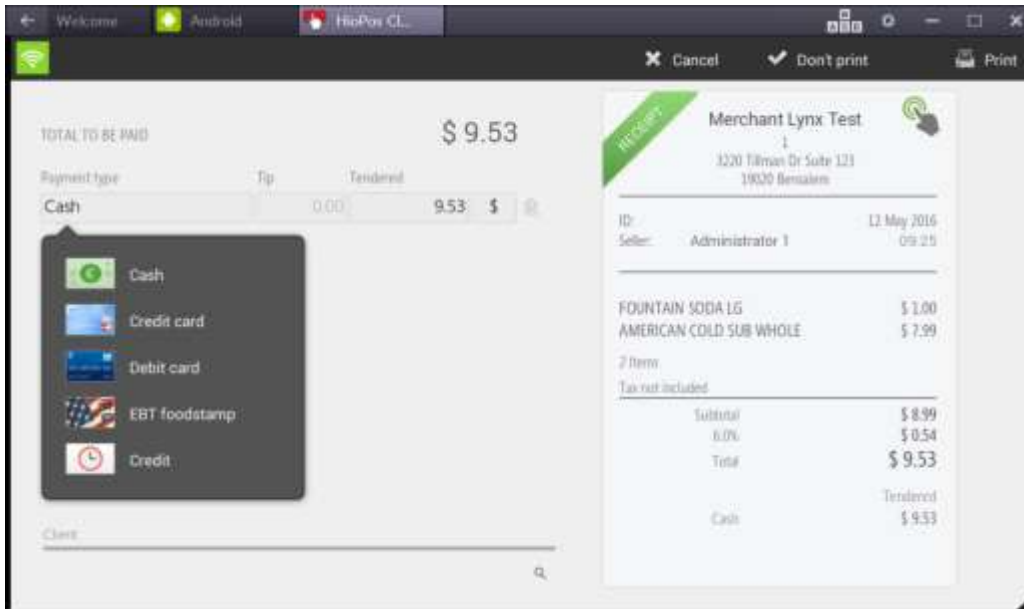 Welcome Android HioPos Cl...
Cancel Don't print Print
TOTAL TO BE PAID $ 9.53
Payment type Tip Tendered
Cash 0.00 9.53 $
Cash
Credit card
Debit card
EBT foodstamp
Credit
Client
RECEIPT
Merchant Lynx Test
3220 Tillman Dr Suite 121
19020 Bensalem
ID: 12 May 2016
Seller: Administrator 1 09:25
FOUNTAIN SODA LG $ 1.00
AMERICAN COLD SUB WHOLE $ 7.99
2 Items
Tax not included
Subtotal $ 8.99
6.0% $ 0.54
Total $ 9.53
Tendered
Cash $ 9.53